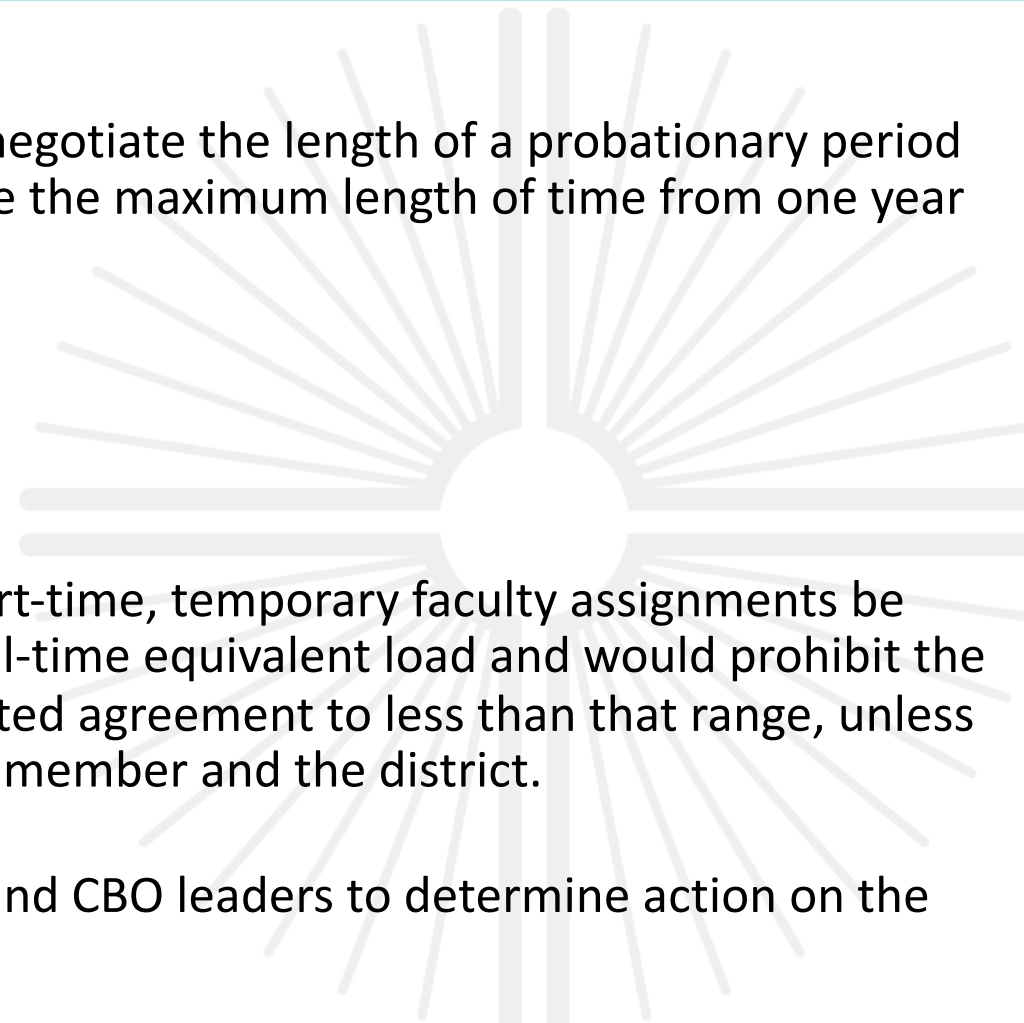 negotiate the length of a probationary period
e the maximum length of time from one year
rt-time, temporary faculty assignments be
l-time equivalent load and would prohibit the
ted agreement to less than that range, unless
member and the district.
nd CBO leaders to determine action on the